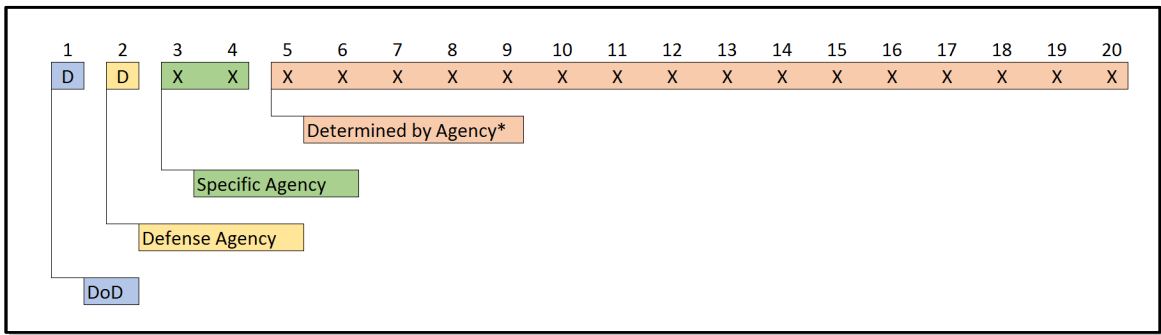 1 2 3 4 5 6 7 8 9 10 11 12 13 14 15 16 17 18 19 20
D D X X X X X X X X X X X X X X X X X X
Determined by Agency*
Specific Agency
Defense Agency
DoD